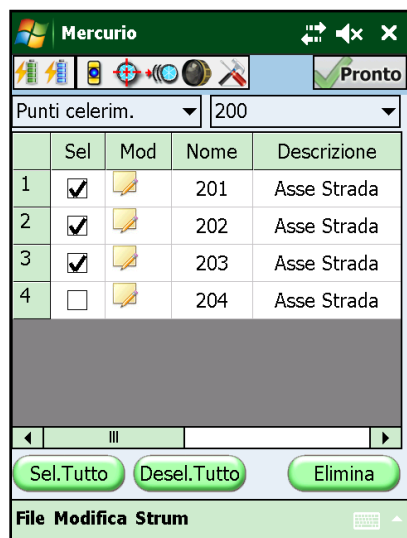 Mercurio
Pronto
Punti celerim. 200
Sel Mod Nome Descrizione
1 201 Asse Strada
2 202 Asse Strada
3 203 Asse Strada
4 204 Asse Strada
Sel.Tutto Desel.Tutto Elimina
File Modifica Strum